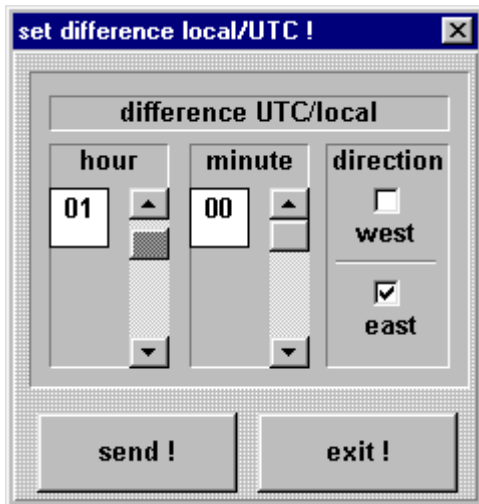 set difference local/UTC !
difference UTC/local
hour minute direction
01 00
west
east
send ! exit !